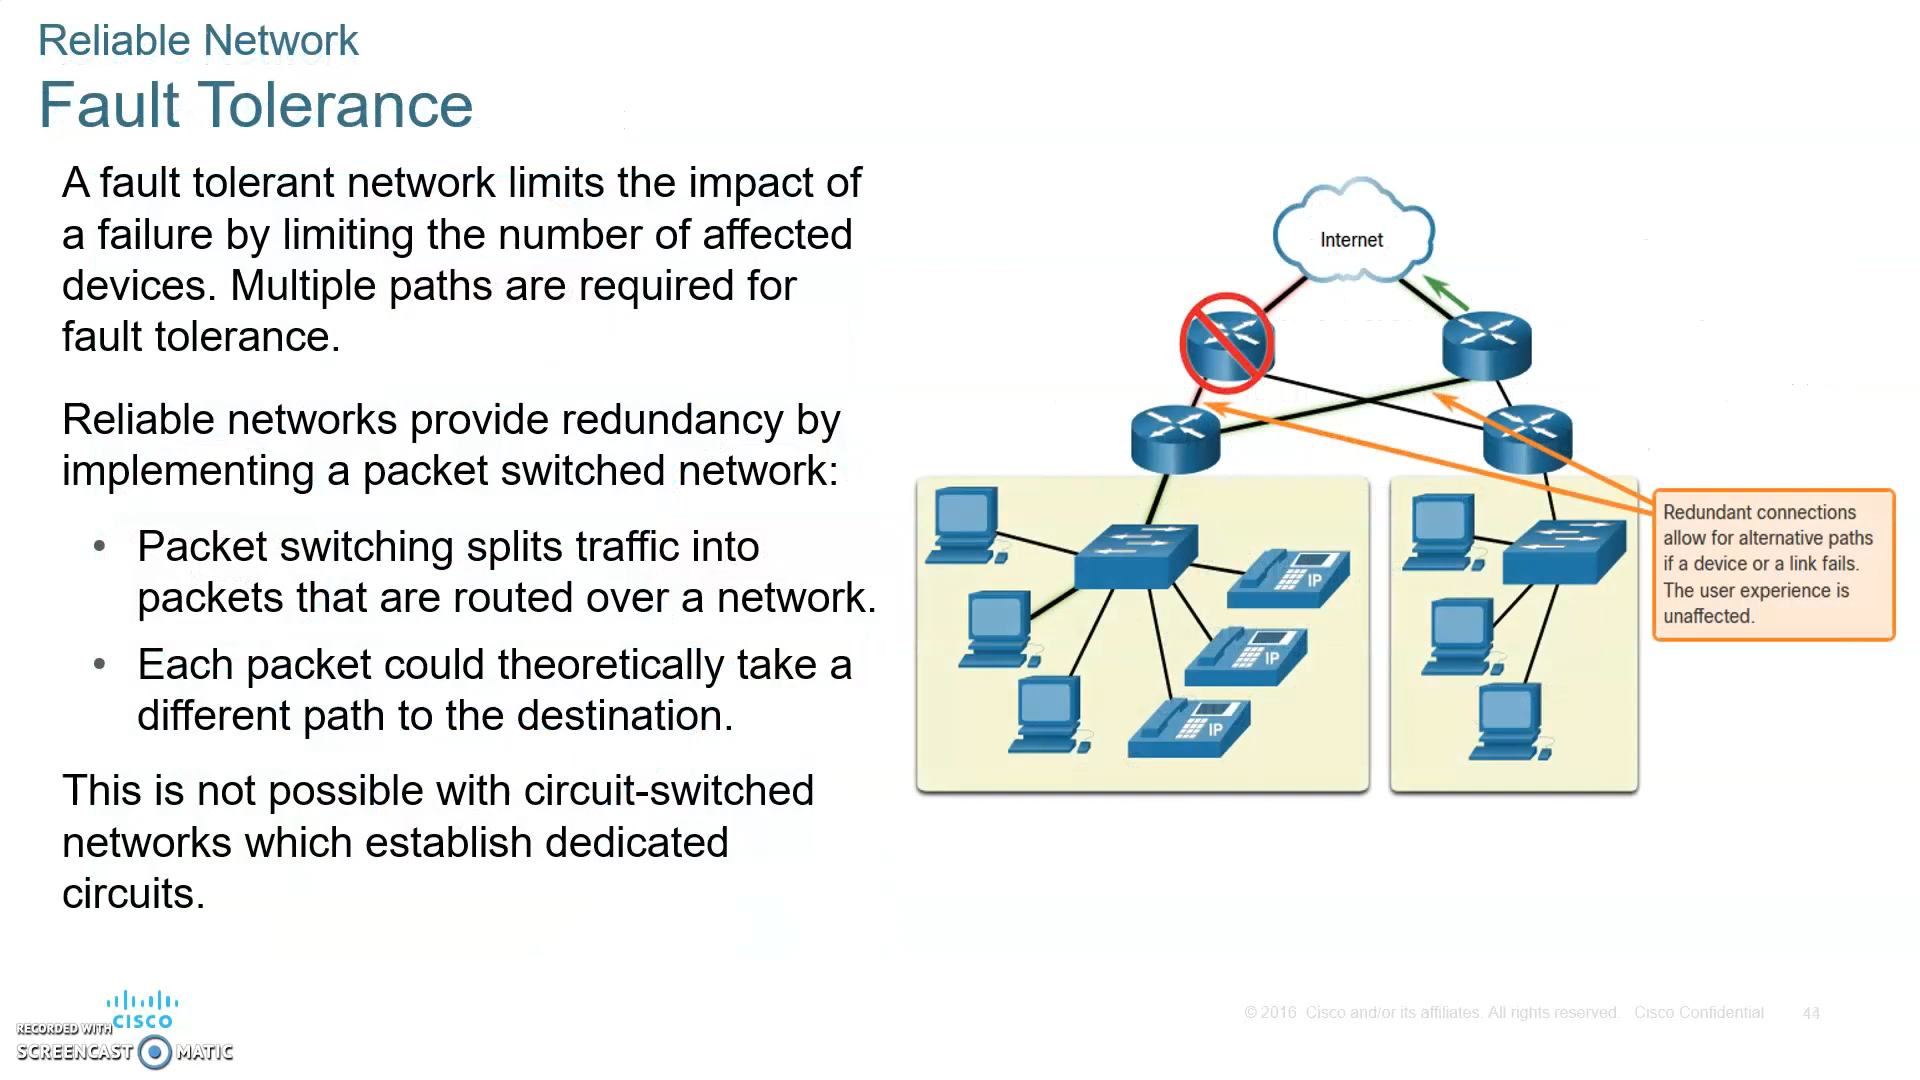 Reliable Network
Fault Tolerance
A fault tolerant network limits the impact of
a failure by limiting the number of affected
devices. Multiple paths are required for
fault tolerance.
Reliable networks provide redundancy by
implementing a packet switched network:
• Packet switching splits traffic into
packets that are routed over a network.
• Each packet could theoretically take a
different path to the destination.
This is not possible with circuit-switched
networks which establish dedicated
circuits.
Internet
Redundant connections
allow for alternative paths
if a device or a link fails.
The user experience is
unaffected.
IP
IP
IP
CISCO
RECORDED WITH
SCREENCAST MATIC
© 2016 Cisco and/or its affiliates. All rights reserved. Cisco Confidential 44